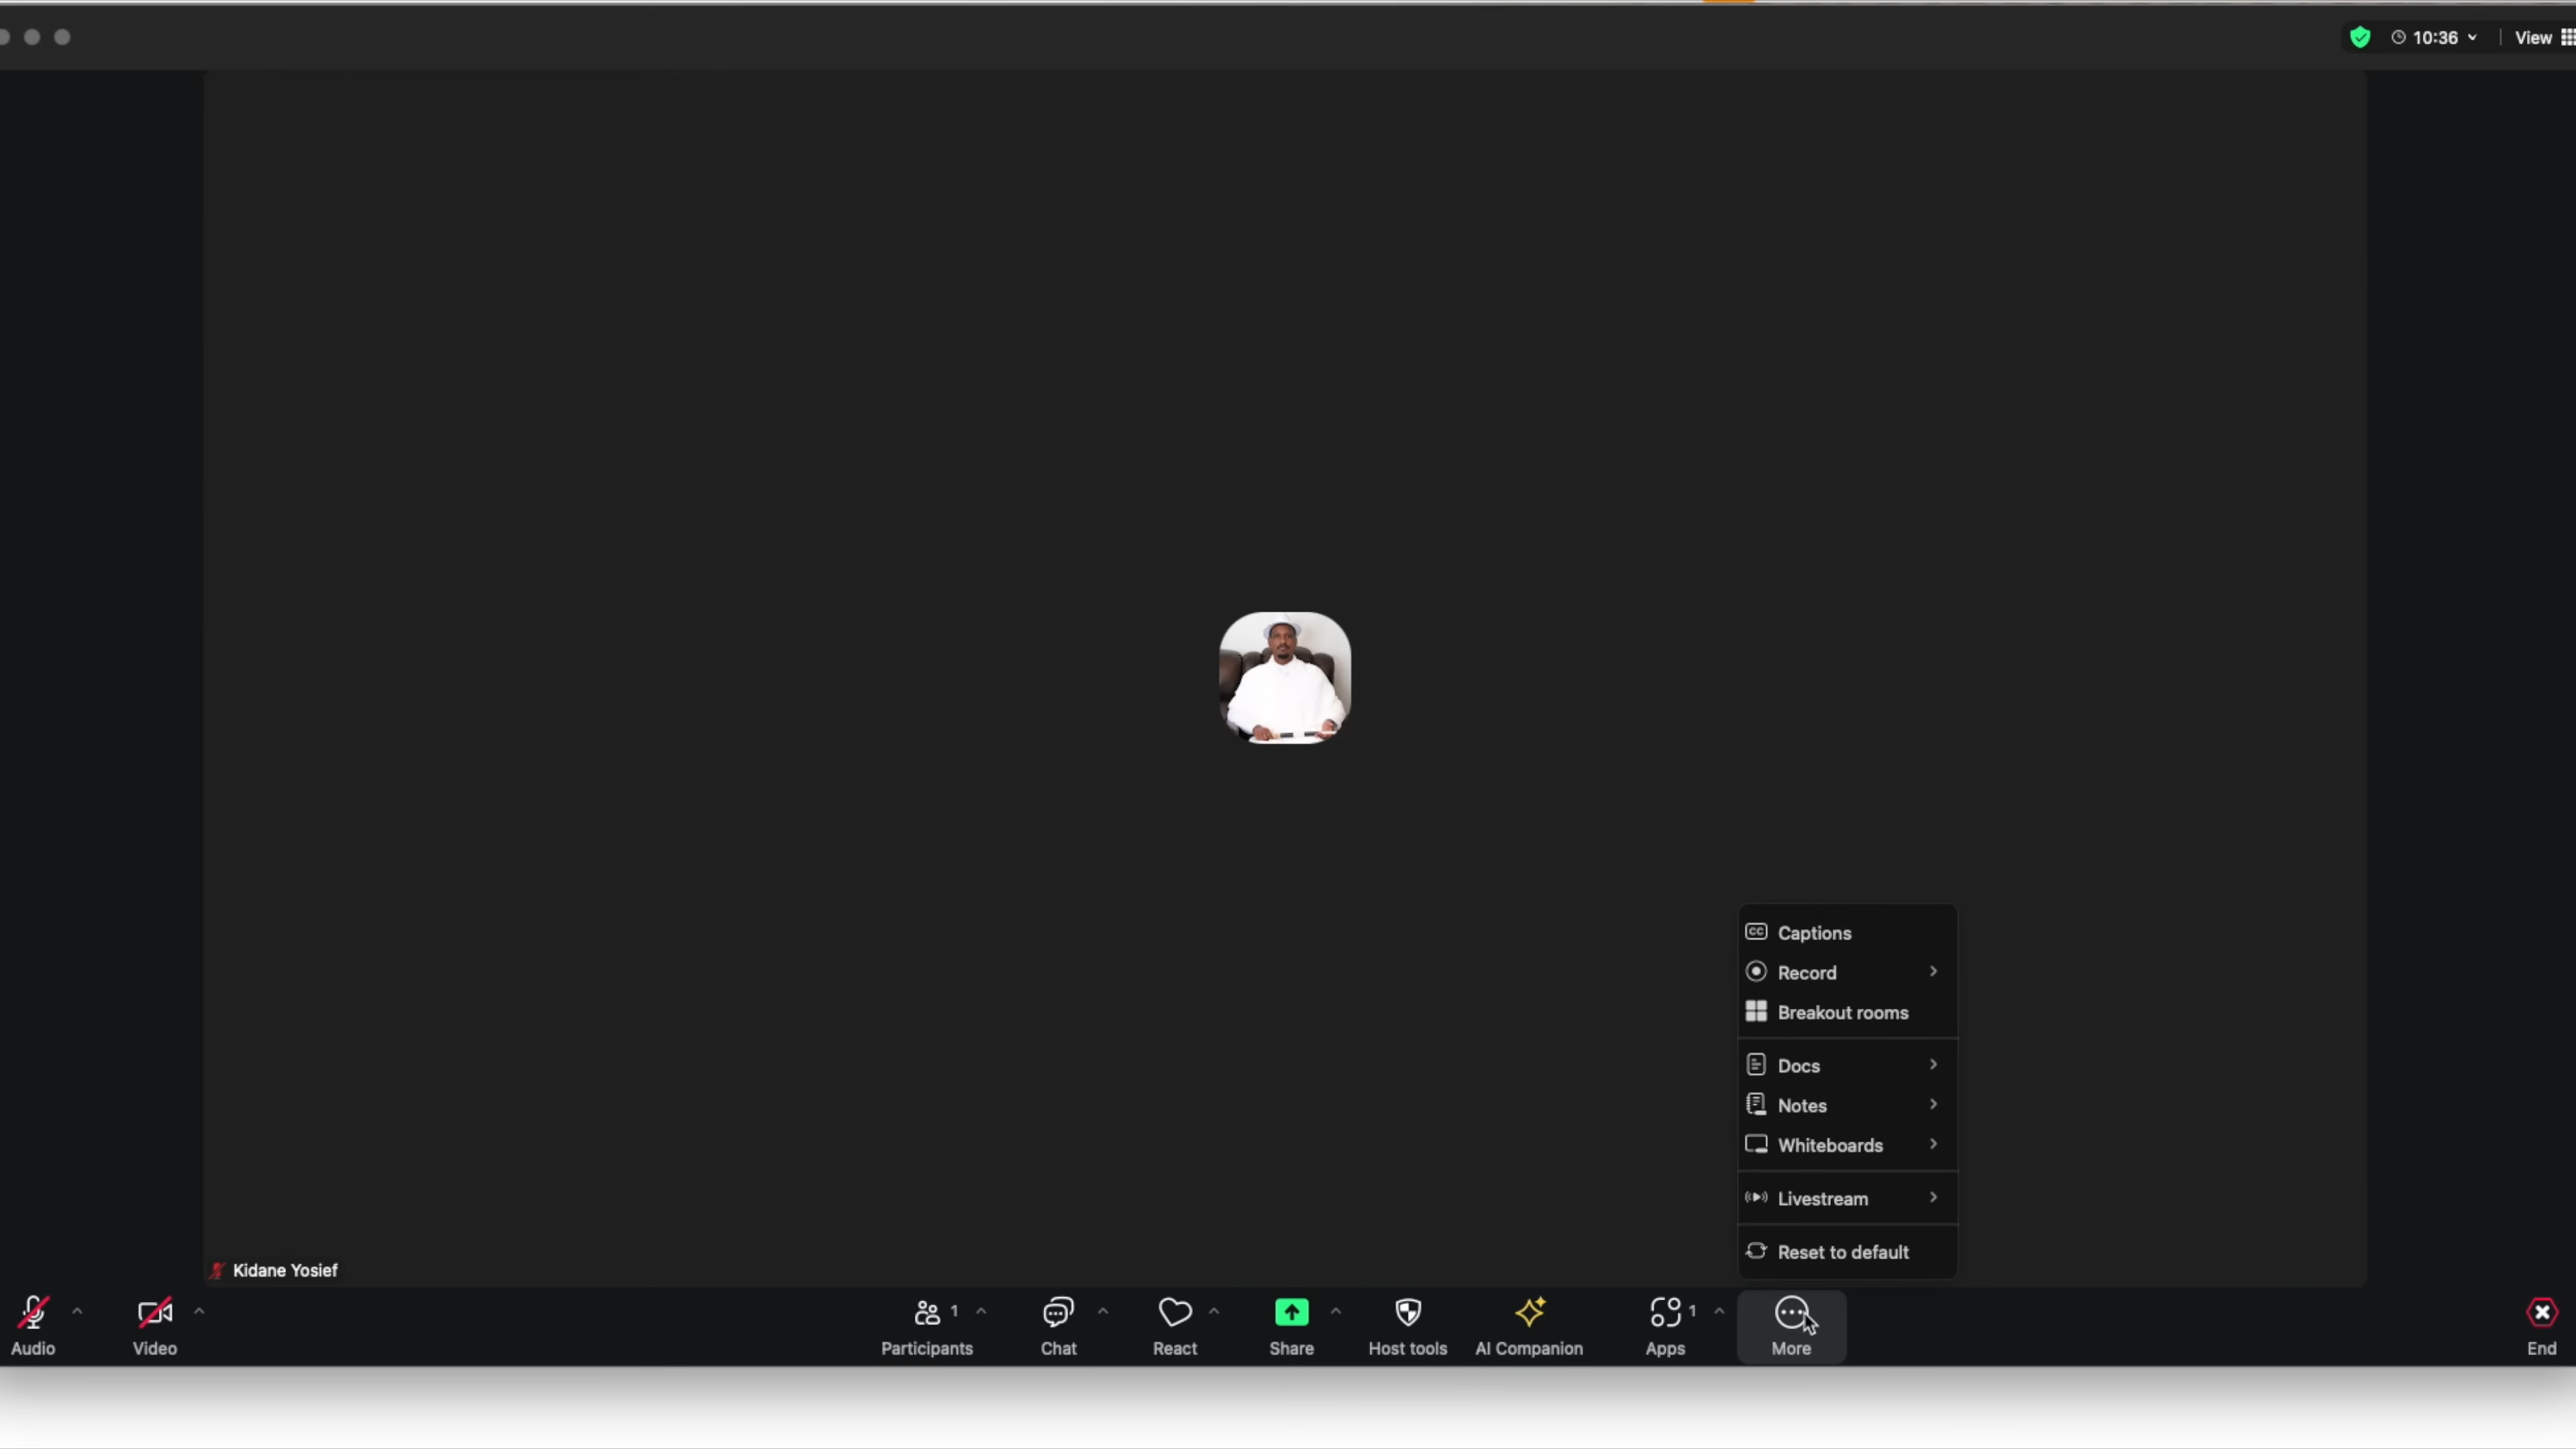 10:36
View
CC Captions
Record
Breakout rooms
Docs
Notes
Whiteboards
Livestream
Reset to default
Kidane Yosief
1
1
Audio
Video
Participants
Chat
React
Share
Host tools
AI Companion
Apps
More
End